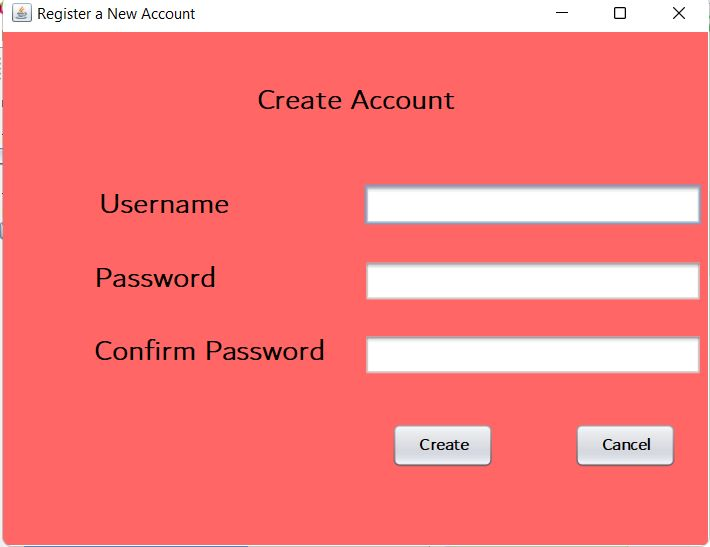 Register a New Account
Create Account
Username
Password
Confirm Password
Create
Cancel